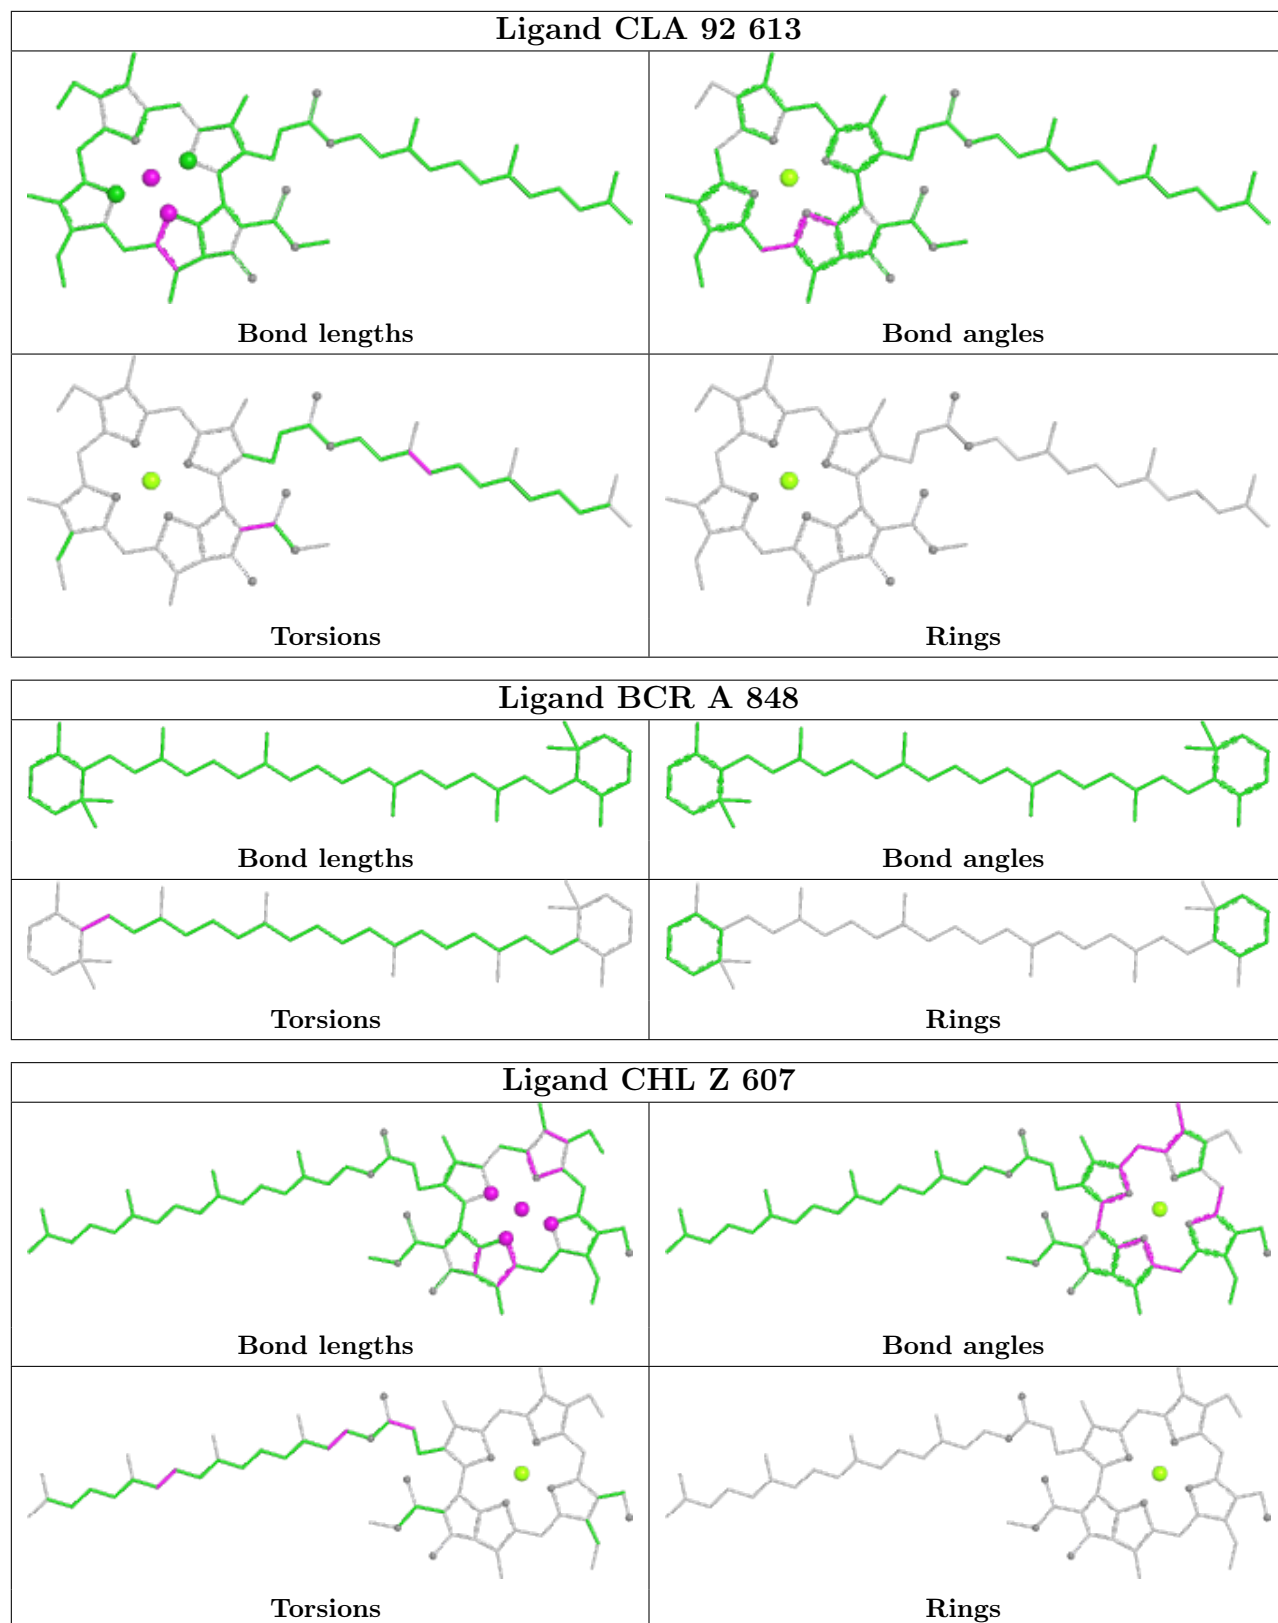 Ligand CLA 92 613
Bond lengths
Bond angles
Torsions
Rings
Ligand BCR A 848
Bond lengths
Bond angles
Torsions
Rings
Ligand CHL Z 607
Bond lengths
Bond angles
Torsions
Rings